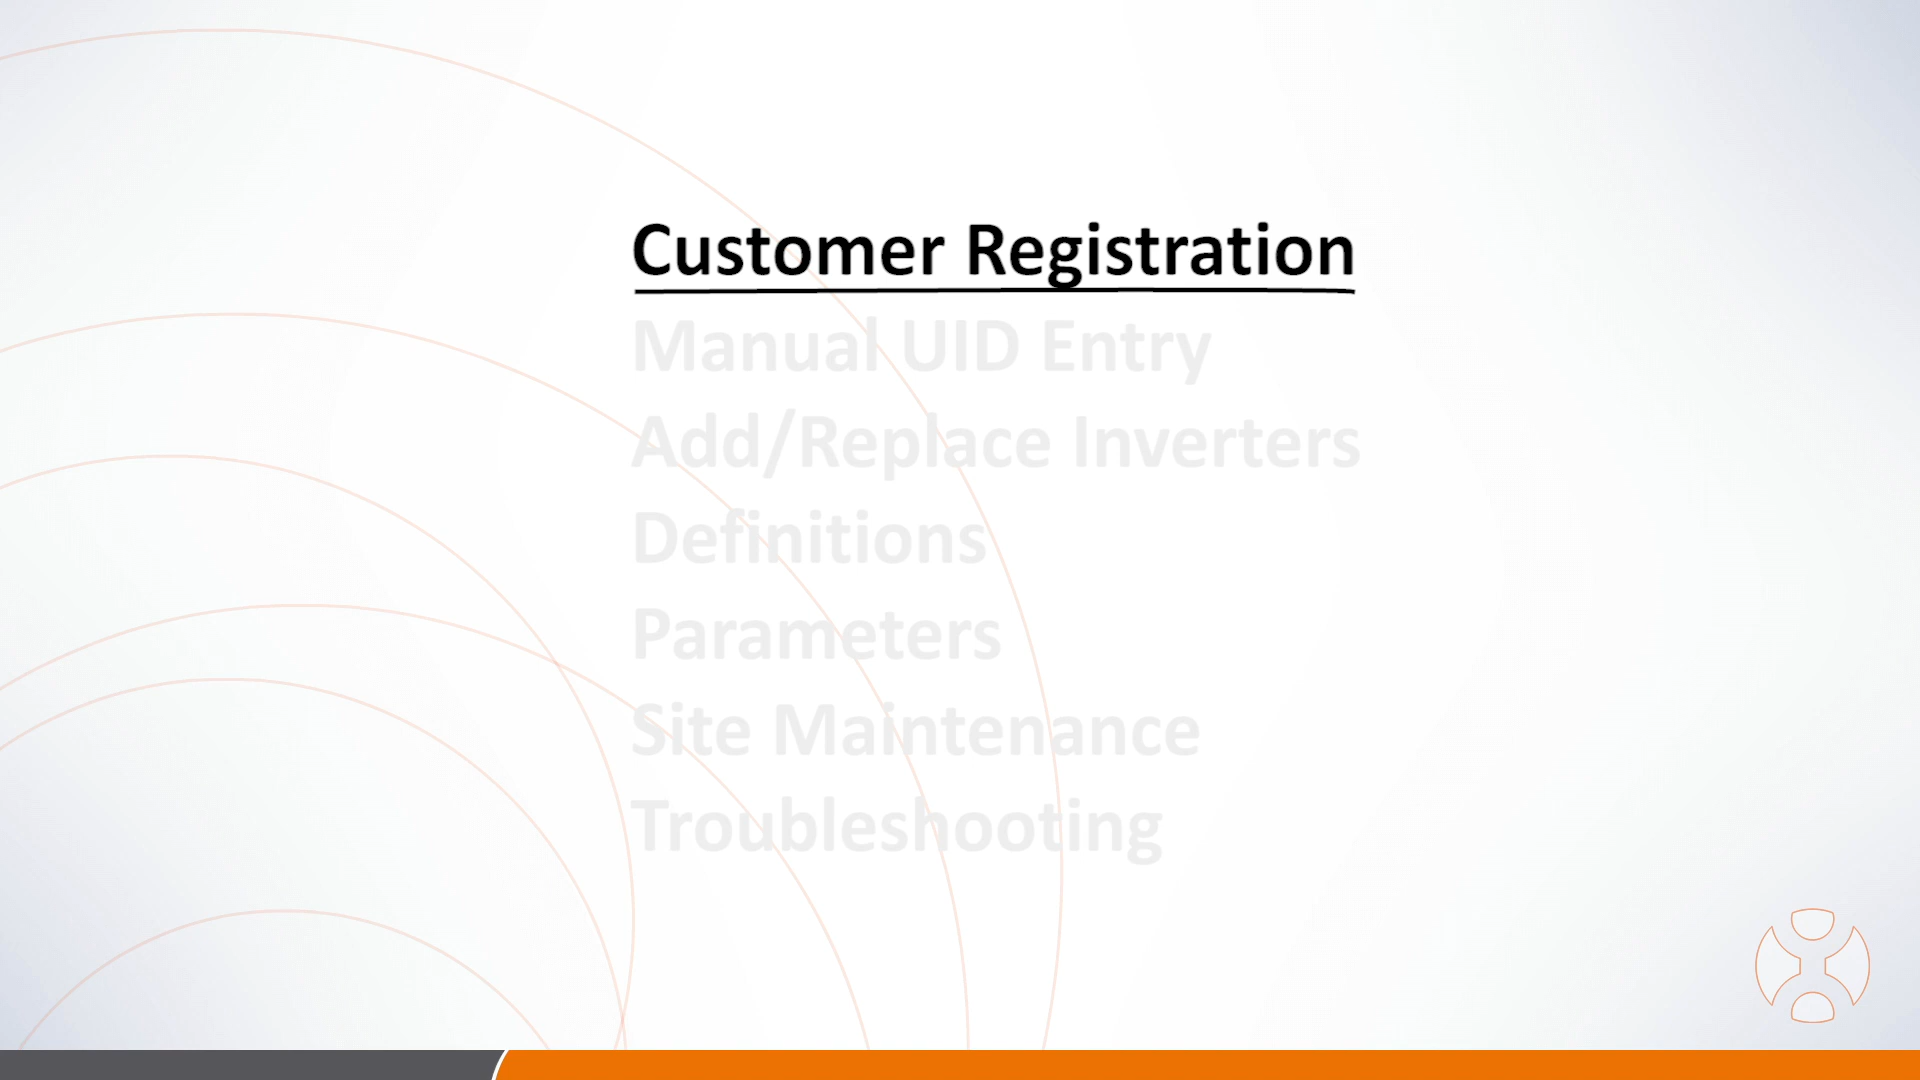 Customer Registration
Manual UID Entry
Add/Replace Inverters
Definitions
Parameters
Site Maintenance
Troubleshooting